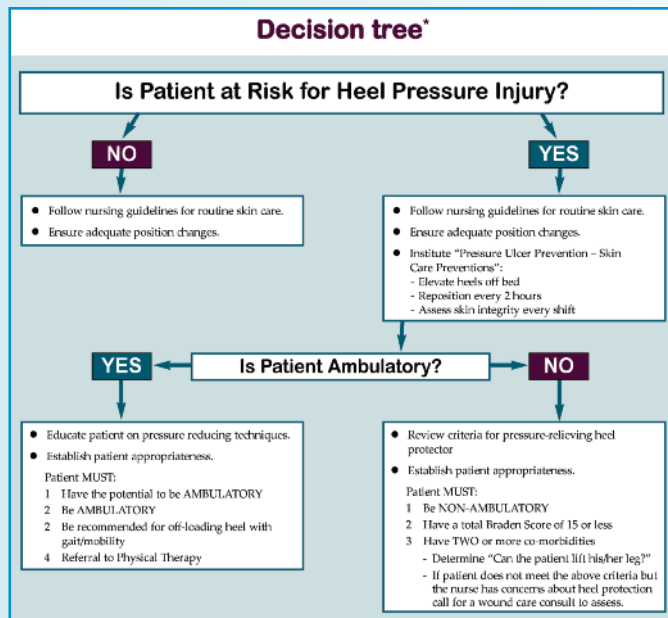 Decision tree*
Is Patient at Risk for Heel Pressure Injury?
NO
YES
● Follow nursing guidelines for routine skin care.
● Ensure adequate position changes.
● Follow nursing guidelines for routine skin care.
● Ensure adequate position changes.
● Institute “Pressure Ulcer Prevention – Skin
Care Preventions”:
- Elevate heels off bed
- Reposition every 2 hours
- Assess skin integrity every shift
YES
Is Patient Ambulatory?
NO
● Educate patient on pressure reducing techniques.
● Establish patient appropriateness.
Patient MUST:
1 Have the potential to be AMBULATORY
2 Be AMBULATORY
2 Be recommended for off-loading heel with
gait/mobility
4 Referral to Physical Therapy
● Review criteria for pressure-relieving heel
protector
● Establish patient appropriateness.
Patient MUST:
1 Be NON-AMBULATORY
2 Have a total Braden Score of 15 or less
3 Have TWO or more co-morbidities
- Determine “Can the patient lift his/her leg?”
- If patient does not meet the above criteria but
the nurse has concerns about heel protection
call for a wound care consult to assess.